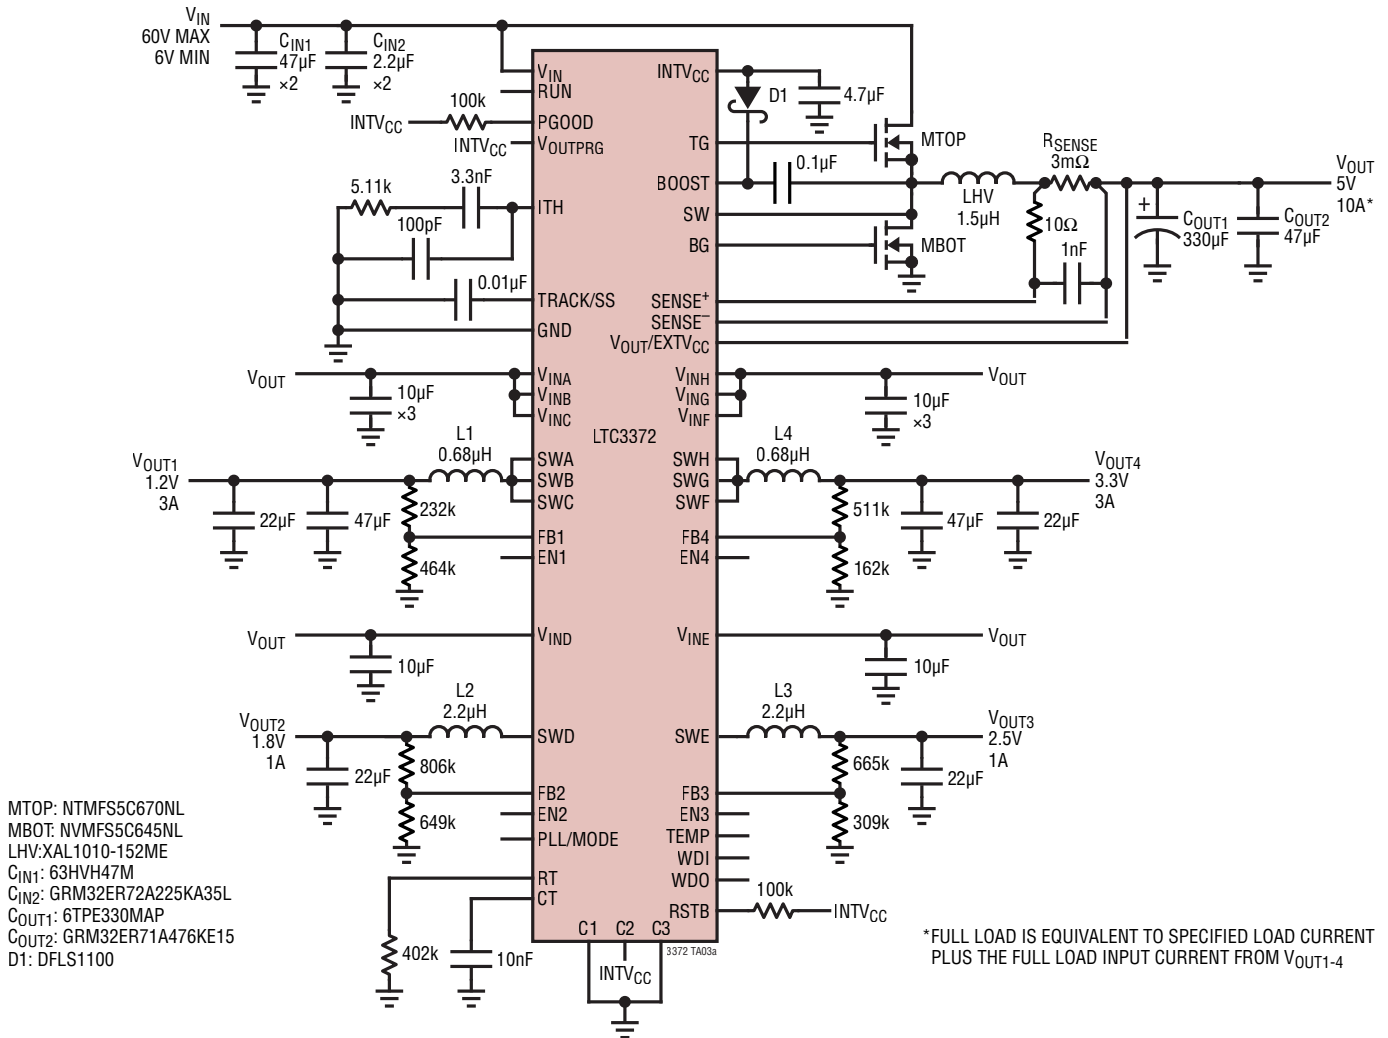 VIN
60V MAX
6V MIN
CIN1
47µF
×2
CIN2
2.2µF
×2
VIN
RUN
100k
INTVCC
PGOOD
INTVCC
VOUTPRG
5.11k
3.3nF
ITH
100pF
0.01µF
TRACK/SS
GND
INTVCC
D1
4.7µF
TG
MTOP
BOOST
0.1µF
SW
BG
MBOT
LHV
1.5µH
RSENSE
3mΩ
10Ω
1nF
SENSE+
SENSE–
VOUT/EXTVCC
+
COUT1
330µF
COUT2
47µF
VOUT
5V
10A*
VOUT
10µF
×3
VINA
VINB
VINC
VINH
VING
VINF
10µF
×3
VOUT
LTC3372
VOUT1
1.2V
3A
22µF
47µF
L1
0.68µH
SWA
SWB
SWC
232k
FB1
EN1
464k
SWH
SWG
SWF
L4
0.68µH
FB4
EN4
511k
162k
47µF
22µF
VOUT4
3.3V
3A
VOUT
10µF
VIND
VINE
10µF
VOUT
VOUT2
1.8V
1A
22µF
L2
2.2µH
SWD
806k
FB2
EN2
649k
PLL/MODE
RT
CT
402k
10nF
SWE
L3
2.2µH
VOUT3
2.5V
1A
665k
22µF
FB3
EN3
309k
TEMP
WDI
WDO
RSTB
100k
INTVCC
C1
C2
C3
INTVCC
3372 TA03a
MTOP: NTMFS5C670NL
MBOT: NVMFS5C645NL
LHV:XAL1010-152ME
CIN1: 63HVH47M
CIN2: GRM32ER72A225KA35L
COUT1: 6TPE330MAP
COUT2: GRM32ER71A476KE15
D1: DFLS1100
*FULL LOAD IS EQUIVALENT TO SPECIFIED LOAD CURRENT
PLUS THE FULL LOAD INPUT CURRENT FROM VOUT1-4